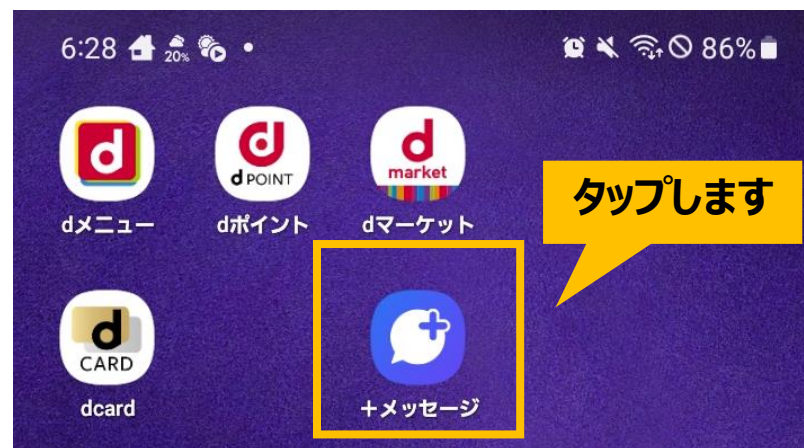 6:28
20%
86%
d
d
d POINT
d
market
タップします
dメニュー
dポイント
dマーケット
d
CARD
dcard
+メッセージ